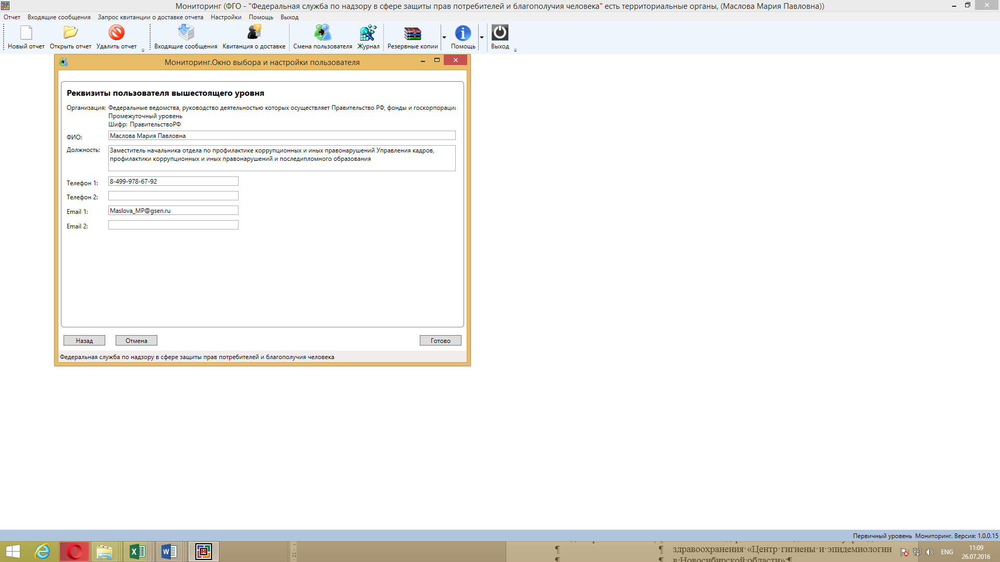 Мониторинг (ФГО - "Федеральная служба по надзору в сфере защиты прав потребителей и благополучия человека" есть территориальные органы, (Маслова Мария Павловна))
Отчет Входящие сообщения Запрос квитанции о доставке отчета Настройки Помощь Выход
Новый отчет Открыть отчет Удалить отчет Входящие сообщения Квитанция о доставке Смена пользователя Журнал Резервные копии Помощь Выход
Мониторинг.Окно выбора и настройки пользователя
Реквизиты пользователя вышестоящего уровня
Организация: Федеральные ведомства, руководство деятельностью которых осуществляет Правительство РФ, фонды и госкорпорации
Промежуточный уровень
Шифр: ПравительствоРФ
ФИО: Маслова Мария Павловна
Должность: Заместитель начальника отдела по профилактике коррупционных и иных правонарушений Управления кадров,
профилактики коррупционных и иных правонарушений и последипломного образования
Телефон 1: 8-499-978-67-92
Телефон 2:
Email 1: Maslova_MP@gsen.ru
Email 2:
Назад Отмена Готово
Федеральная служба по надзору в сфере защиты прав потребителей и благополучия человека
Первичный уровень Мониторинг. Версия: 1.0.0.15
¶ ¶ здравоохранения·«Центр·гигиены·и·эпидемиологии
¶ ¶ в·Новосибирской·области»;¶
ENG 11:09
26.07.2016